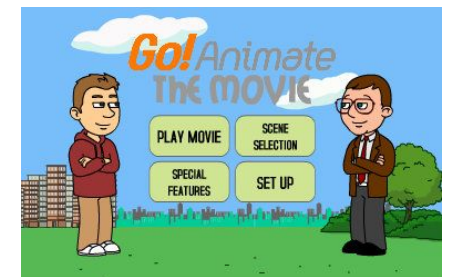 Go!Animate
THE MOVIE
PLAY MOVIE
SCENE
SELECTION
SPECIAL
FEATURES
SET UP